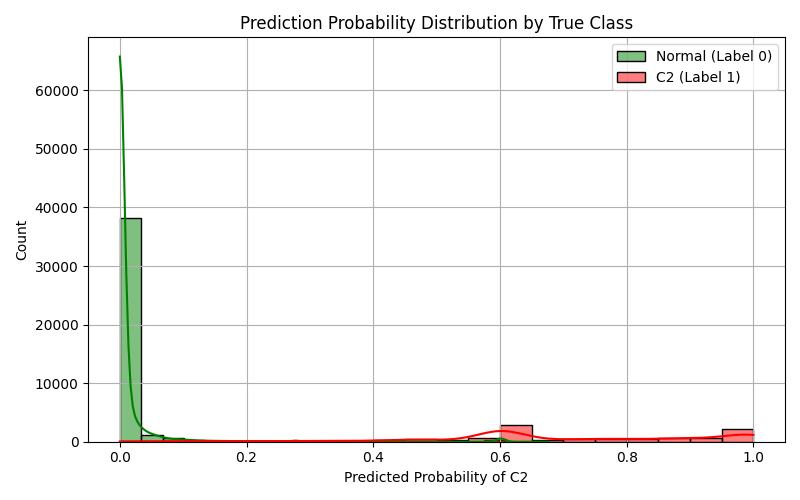 Prediction Probability Distribution by True Class
Normal (Label 0)
C2 (Label 1)
Count
60000
50000
40000
30000
20000
10000
0
0.0 0.2 0.4 0.6 0.8 1.0
Predicted Probability of C2